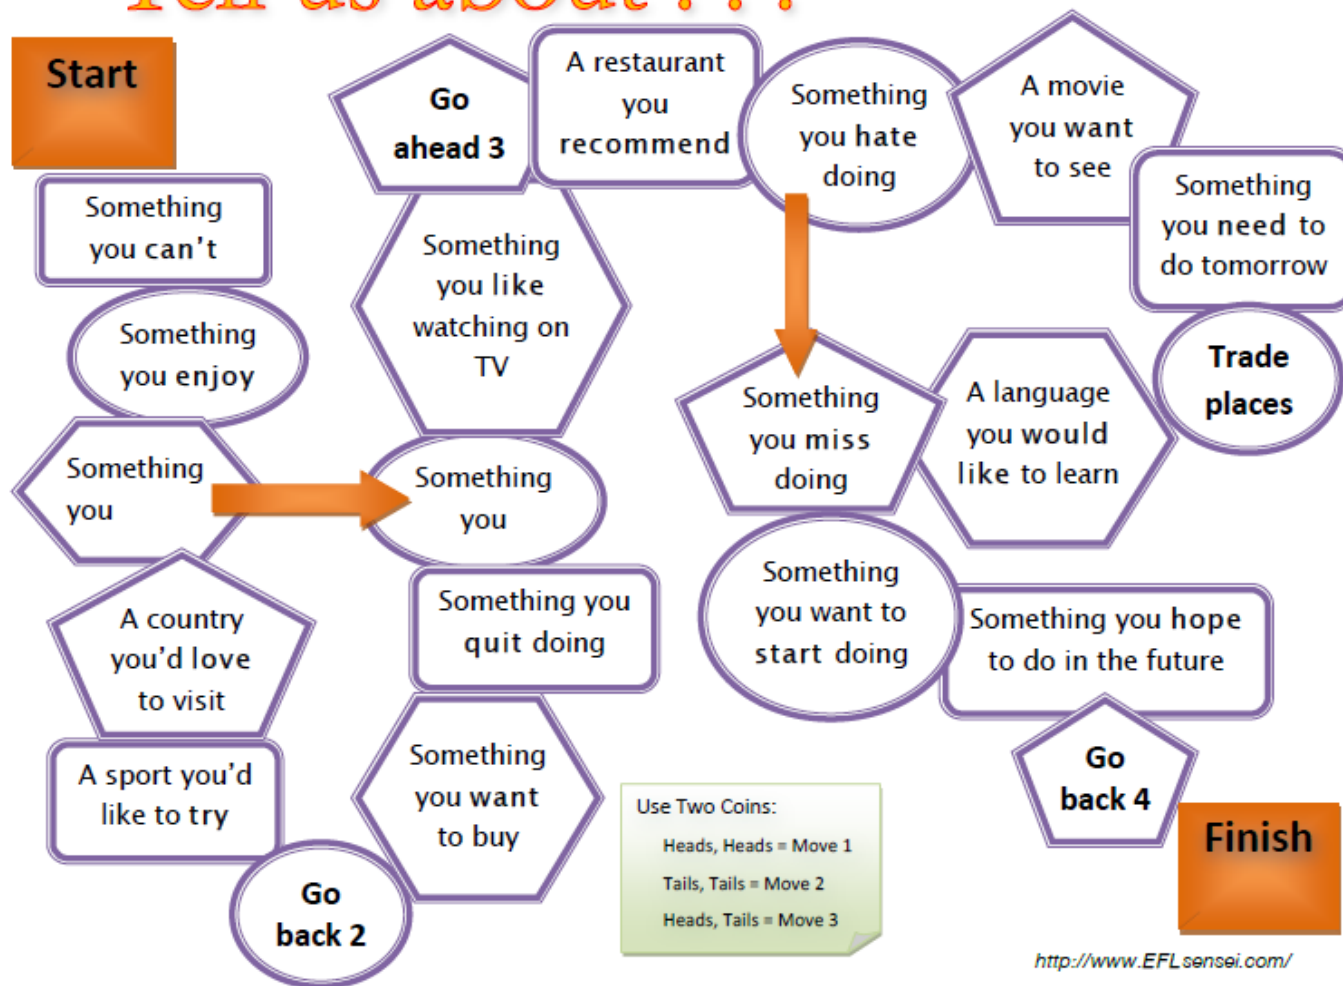 Tell us about . . .
Start
Something
you can't
Something
you enjoy
Something
you
A country
you'd love
to visit
A sport you'd
like to try
Go
back 2
Something
you want
to buy
Something you
quit doing
Something
you
Something
you like
watching on
TV
Go
ahead 3
A restaurant
you
recommend
Something
you hate
doing
A movie
you want
to see
Something
you need to
do tomorrow
Trade
places
A language
you would
like to learn
Something
you miss
doing
Something
you want to
start doing
Something you hope
to do in the future
Go
back 4
Finish
Use Two Coins:
Heads, Heads = Move 1
Tails, Tails = Move 2
Heads, Tails = Move 3
http://www.EFLsensei.com/